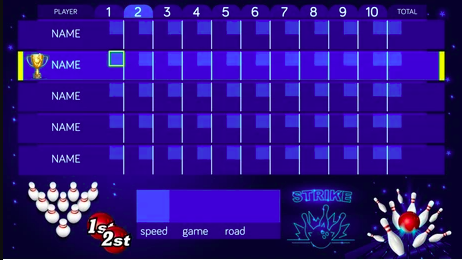 PLAYER 1 2 3 4 5 6 7 8 9 10 TOTAL
NAME
NAME
NAME
NAME
NAME
1s
2st
STRIKE
speed game road